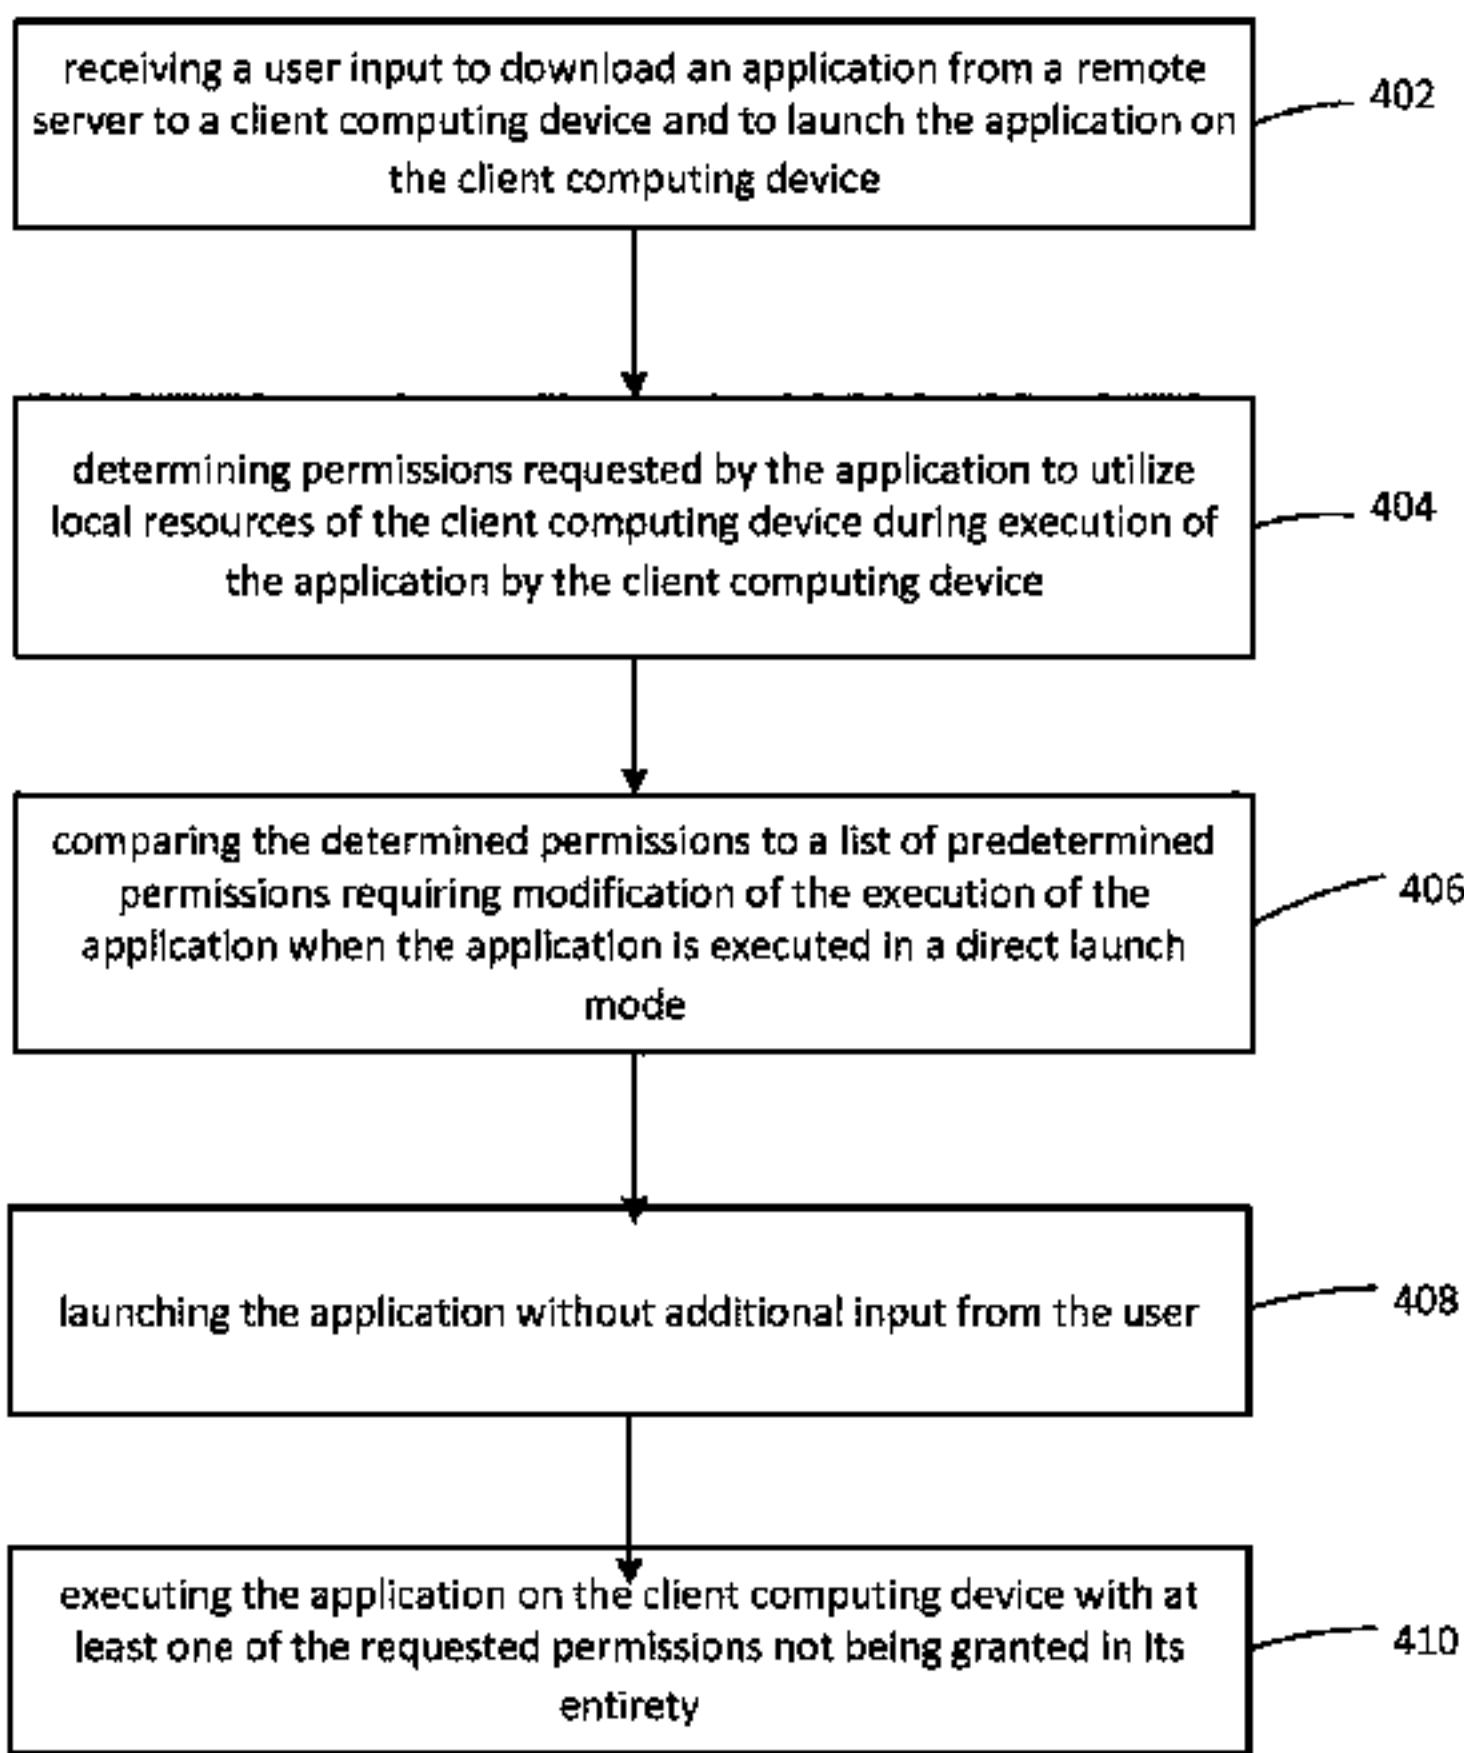 receiving a user input to download an application from a remote
server to a client computing device and to launch the application on
the client computing device
402
determining permissions requested by the application to utilize
local resources of the client computing device during execution of
the application by the client computing device
404
comparing the determined permissions to a list of predetermined
permissions requiring modification of the execution of the
application when the application is executed in a direct launch
mode
406
launching the application without additional input from the user
408
executing the application on the client computing device with at
least one of the requested permissions not being granted in its
entirety
410